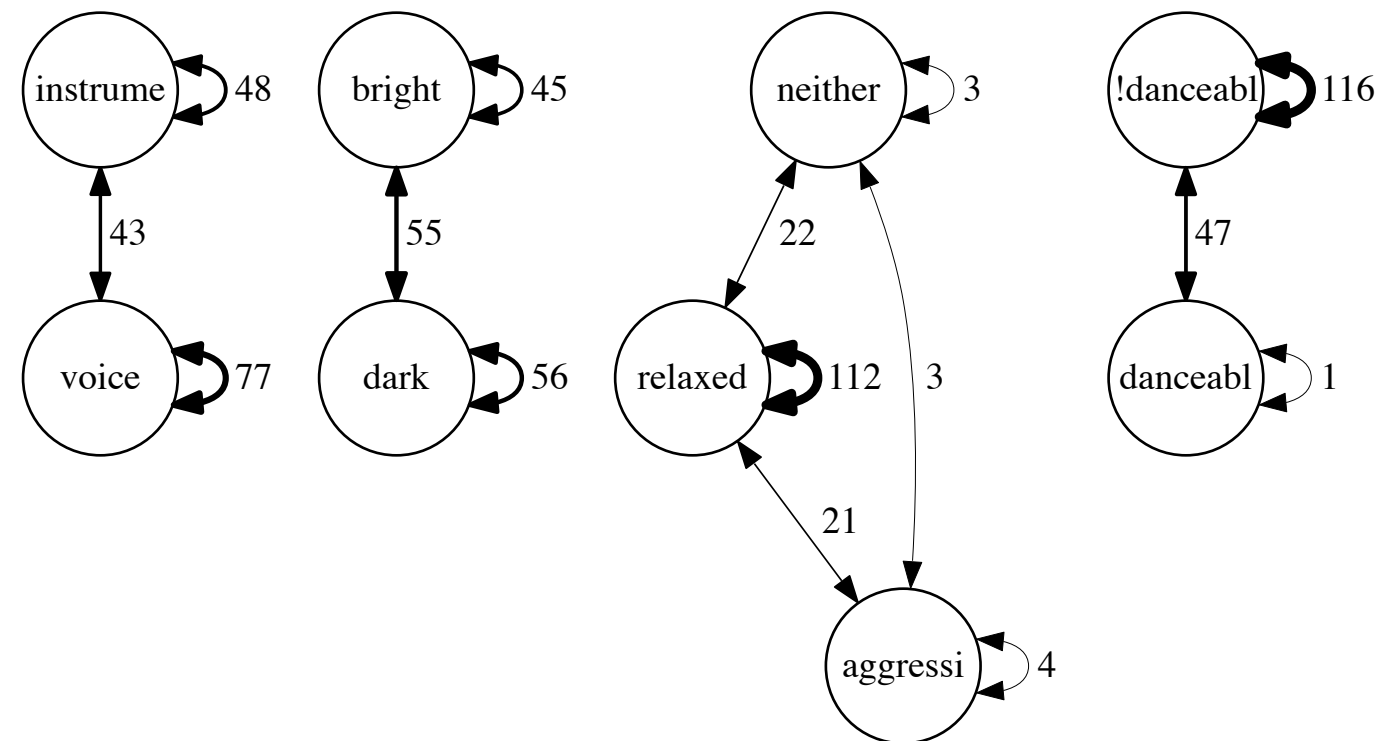 instrume
48
bright
45
neither
3
!danceabl
116
43
55
22
47
voice
77
dark
56
relaxed
112
3
danceabl
1
21
aggressi
4